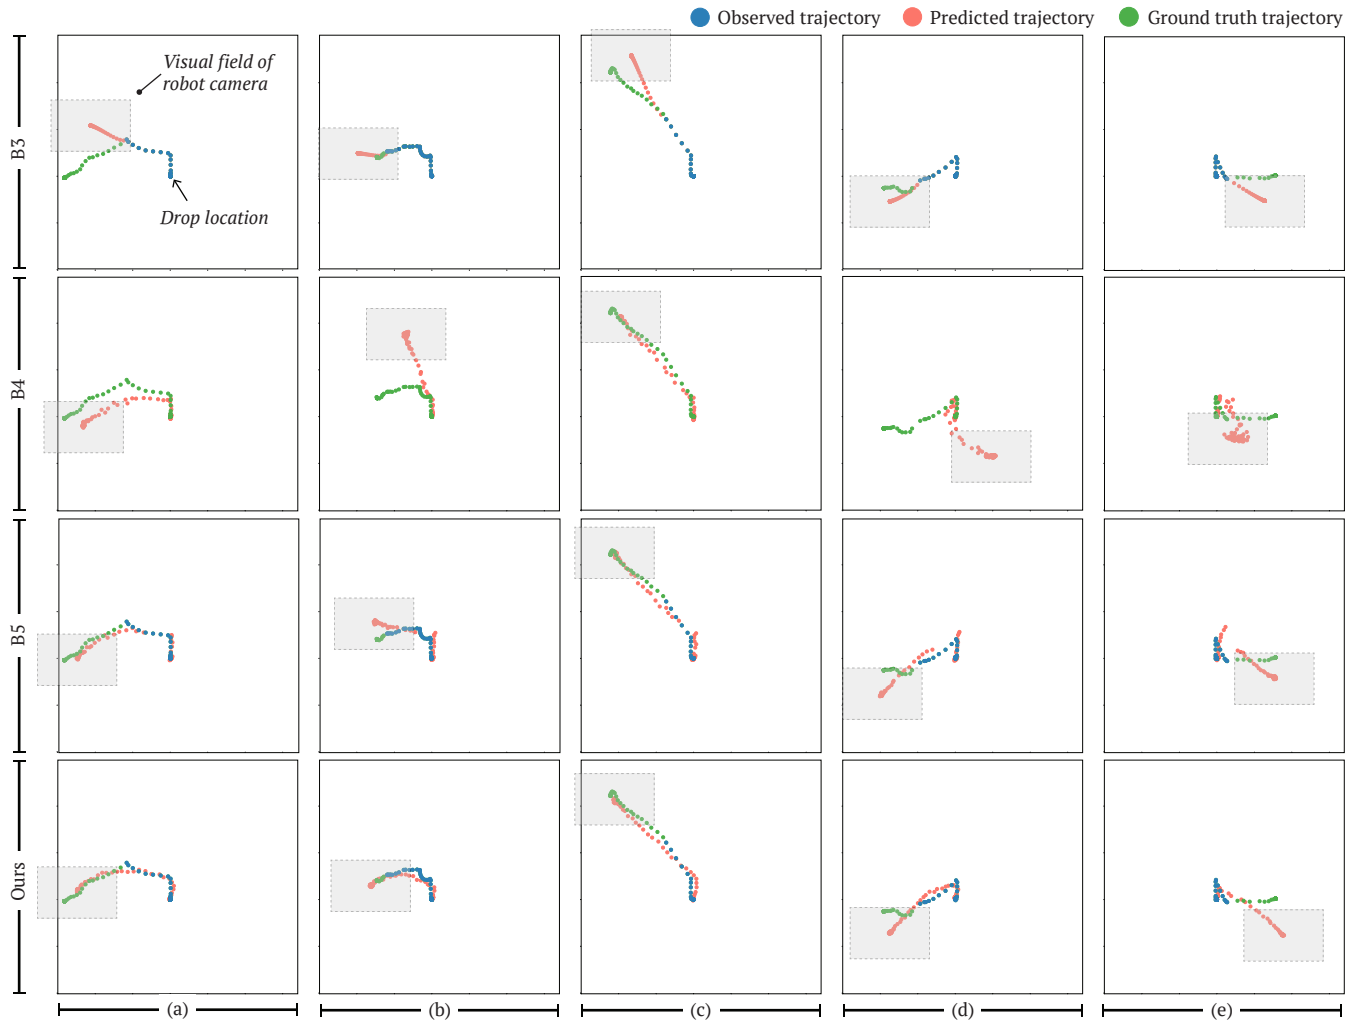 Observed trajectory
Predicted trajectory
Ground truth trajectory
Visual field of
robot camera
Drop location
B3
B4
B5
Ours
(a)
(b)
(c)
(d)
(e)